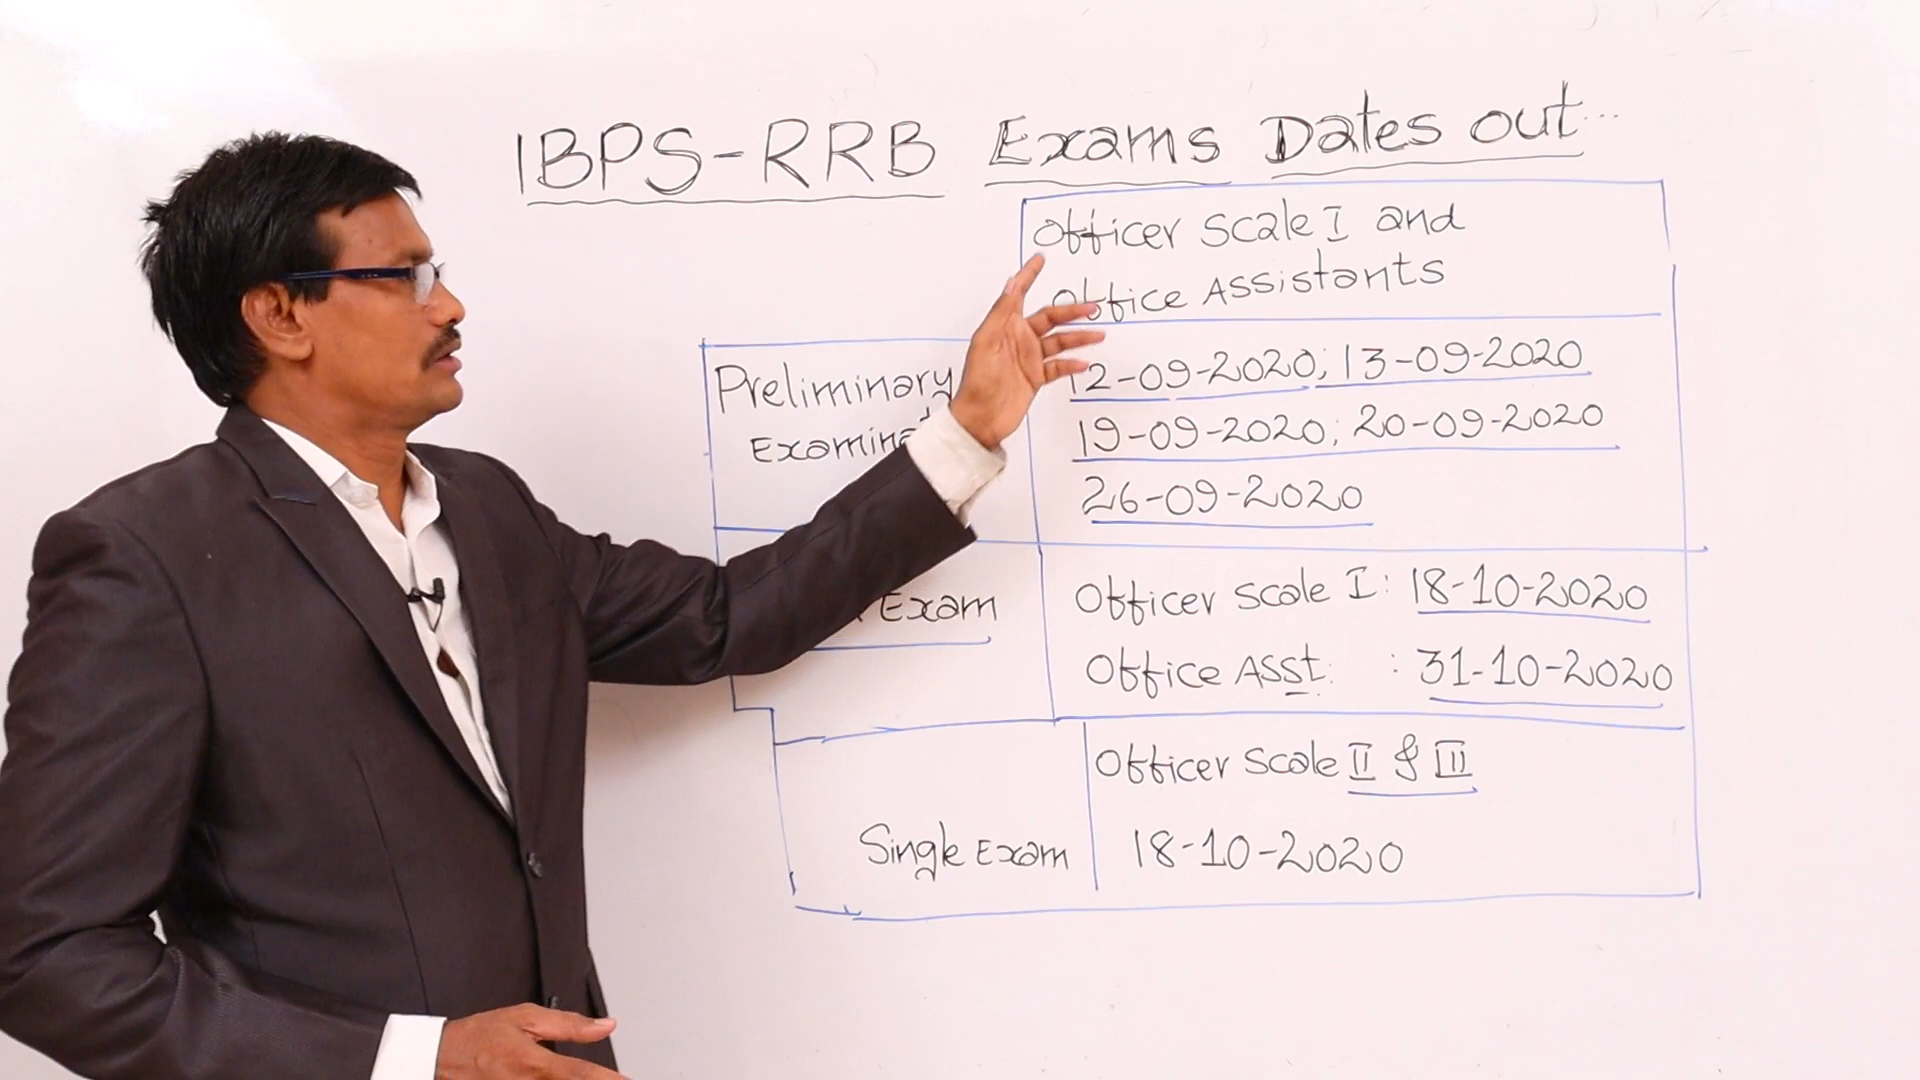 IBPS-RRB Exams Dates out...
Officer Scale I and
Office Assistants
Preliminary
12-09-2020; 13-09-2020
19-09-2020; 20-09-2020
26-09-2020
Exam
Officer Scale I: 18-10-2020
Office Asst. : 31-10-2020
Officer Scale II & III
Single Exam
18-10-2020